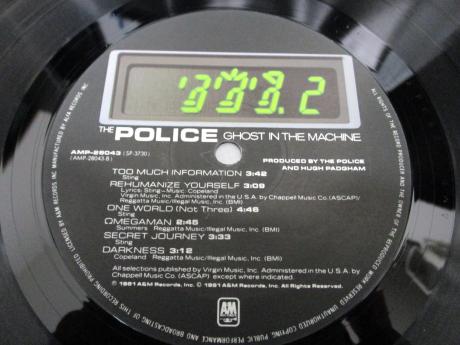 THE POLICE GHOST IN THE MACHINE
AMP-28043 (SP-3730)
(AMP-28043-B)
PRODUCED BY THE POLICE
AND HUGH PADGHAM
TOO MUCH INFORMATION 3:42
Sting
REHUMANIZE YOURSELF 3:09
Lyrics: Sting – Music: Copeland
Virgin Music, Inc. Administered in the U.S.A. by Chappel Music Co.(ASCAP)/
Reggatta Music/Illegal Music, Inc. (BMI)
ONE WORLD (Not Three) 4:46
Sting
ΩMEGAMAN 2:45
Summers Reggatta Music/Illegal Music, Inc. (BMI)
SECRET JOURNEY 3:33
Sting
DARKNESS 3:12
Copeland Reggatta Music/Illegal Music, Inc. (BMI)
All selections published by Virgin Music, Inc. Administered in the U.S.A. by
Chappel Music Co. (ASCAP) except where indicated.
℗ 1981 A&M Records, Inc. © 1981 A&M Records, Inc. All Rights Reserved.
A&M